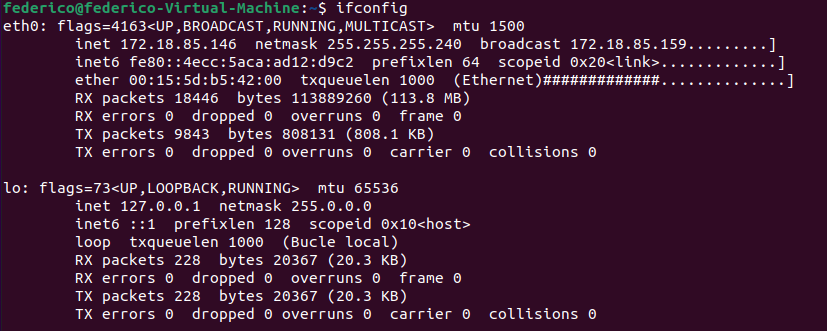 federico@federico-Virtual-Machine:~$ ifconfig
eth0: flags=4163<UP,BROADCAST,RUNNING,MULTICAST>  mtu 1500
        inet 172.18.85.146  netmask 255.255.255.240  broadcast 172.18.85.159.........]
        inet6 fe80::4ecc:5aca:ad12:d9c2  prefixlen 64  scopeid 0x20<link>.............]
        ether 00:15:5d:b5:42:00  txqueuelen 1000  (Ethernet)#############..............]
        RX packets 18446  bytes 113889260 (113.8 MB)
        RX errors 0  dropped 0  overruns 0  frame 0
        TX packets 9843  bytes 808131 (808.1 KB)
        TX errors 0  dropped 0 overruns 0  carrier 0  collisions 0

lo: flags=73<UP,LOOPBACK,RUNNING>  mtu 65536
        inet 127.0.0.1  netmask 255.0.0.0
        inet6 ::1  prefixlen 128  scopeid 0x10<host>
        loop  txqueuelen 1000  (Bucle local)
        RX packets 228  bytes 20367 (20.3 KB)
        RX errors 0  dropped 0  overruns 0  frame 0
        TX packets 228  bytes 20367 (20.3 KB)
        TX errors 0  dropped 0 overruns 0  carrier 0  collisions 0